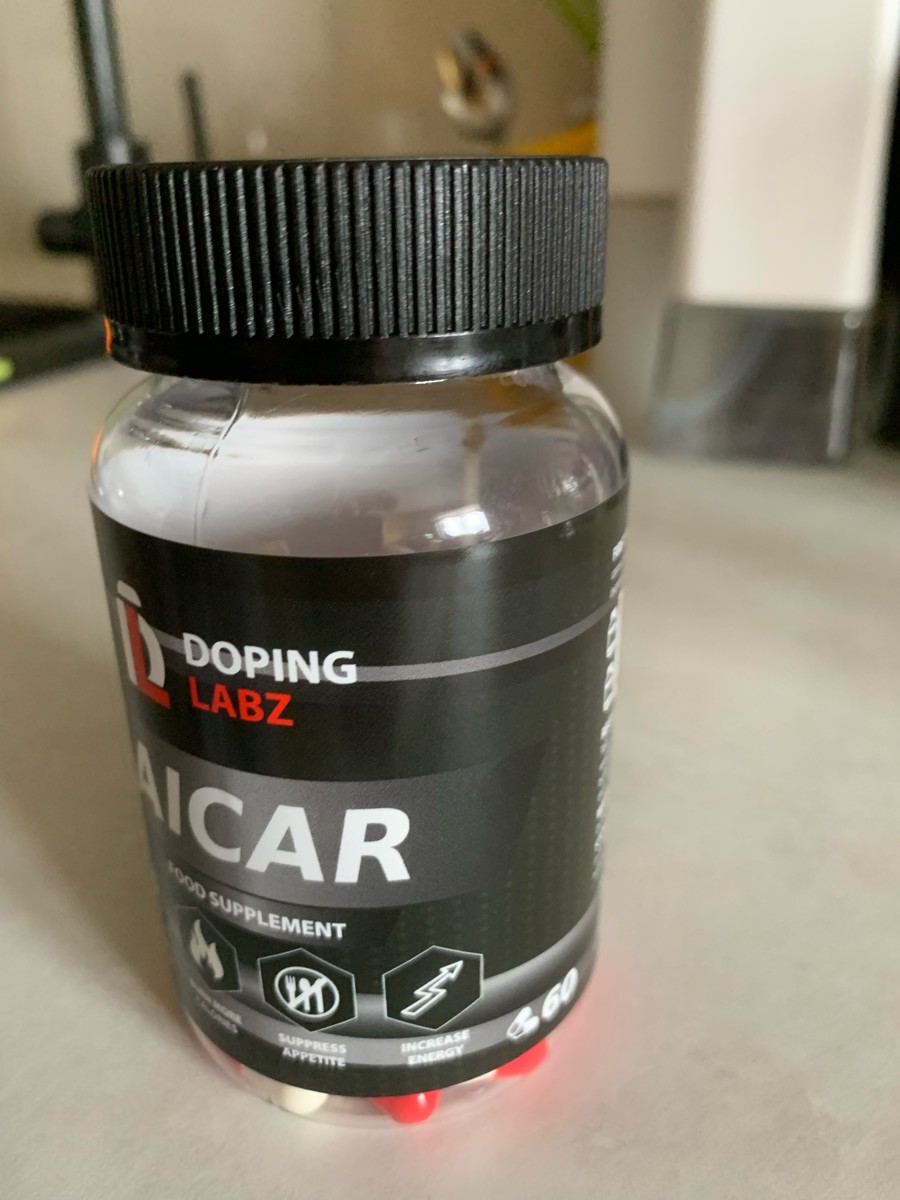 DOPING
LABZ
AICAR
FOOD SUPPLEMENT
SUPPRESS
APPETITE
INCREASE
ENERGY
60